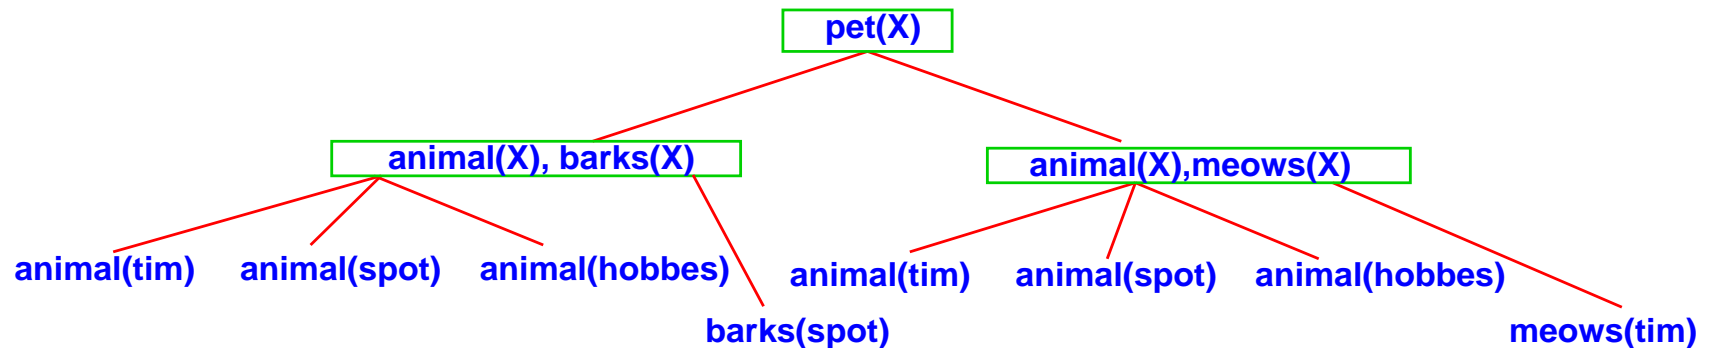 pet(X)
animal(X), barks(X)
animal(X),meows(X)
animal(tim)
animal(spot)
animal(hobbes)
barks(spot)
animal(tim)
animal(spot)
animal(hobbes)
meows(tim)